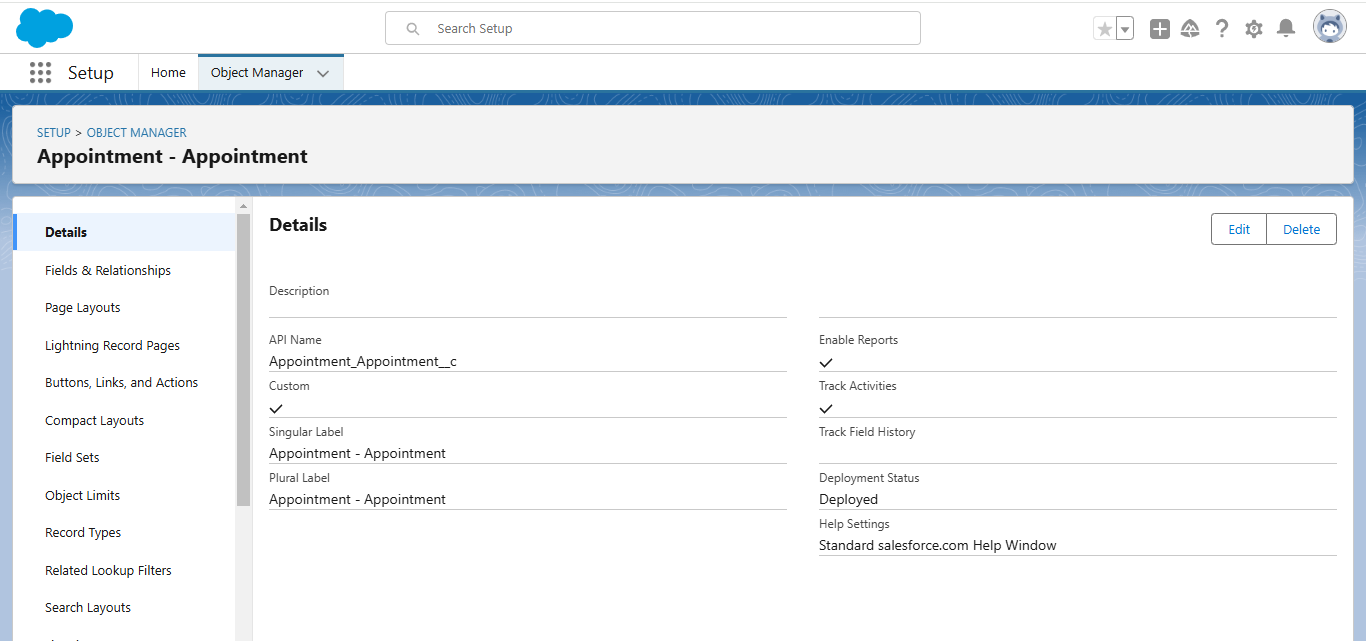 Search Setup
Setup
Home
Object Manager
SETUP > OBJECT MANAGER
Appointment - Appointment
Details
Fields & Relationships
Page Layouts
Lightning Record Pages
Buttons, Links, and Actions
Compact Layouts
Field Sets
Object Limits
Record Types
Related Lookup Filters
Search Layouts
Details
Edit
Delete
Description
API Name
Appointment_Appointment__c
Custom
Singular Label
Appointment - Appointment
Plural Label
Appointment - Appointment
Enable Reports
Track Activities
Track Field History
Deployment Status
Deployed
Help Settings
Standard salesforce.com Help Window